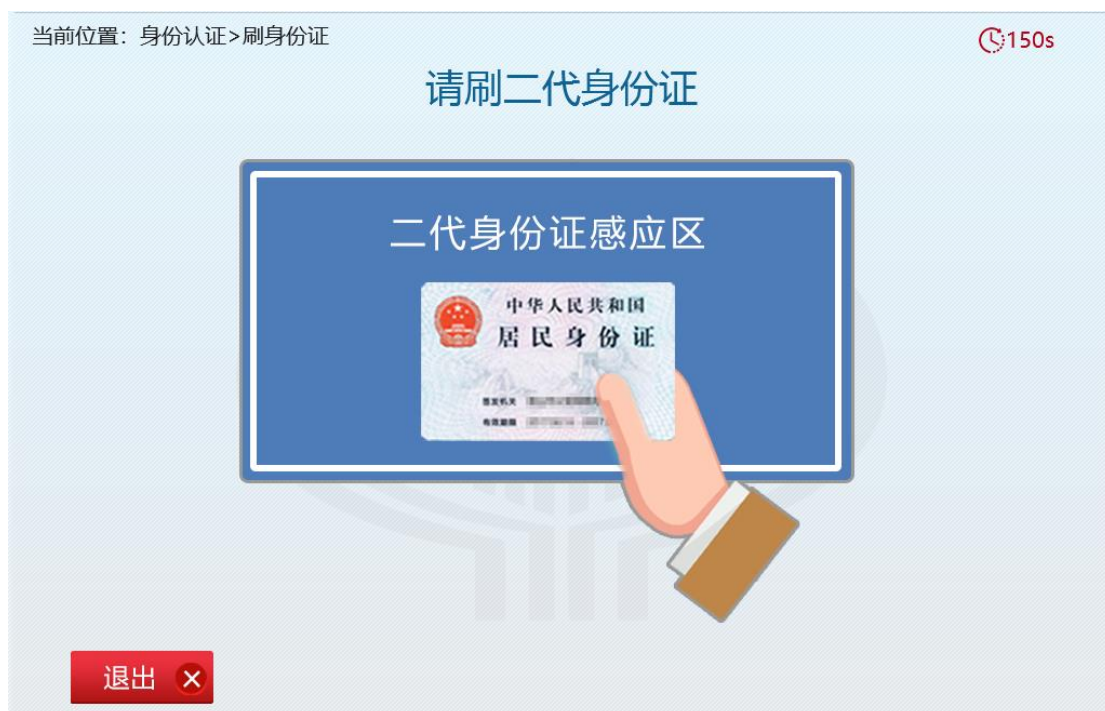 当前位置：身份认证>刷身份证
150s
请刷二代身份证
二代身份证感应区
中华人民共和国
居民身份证
签发机关
有效期限
退出